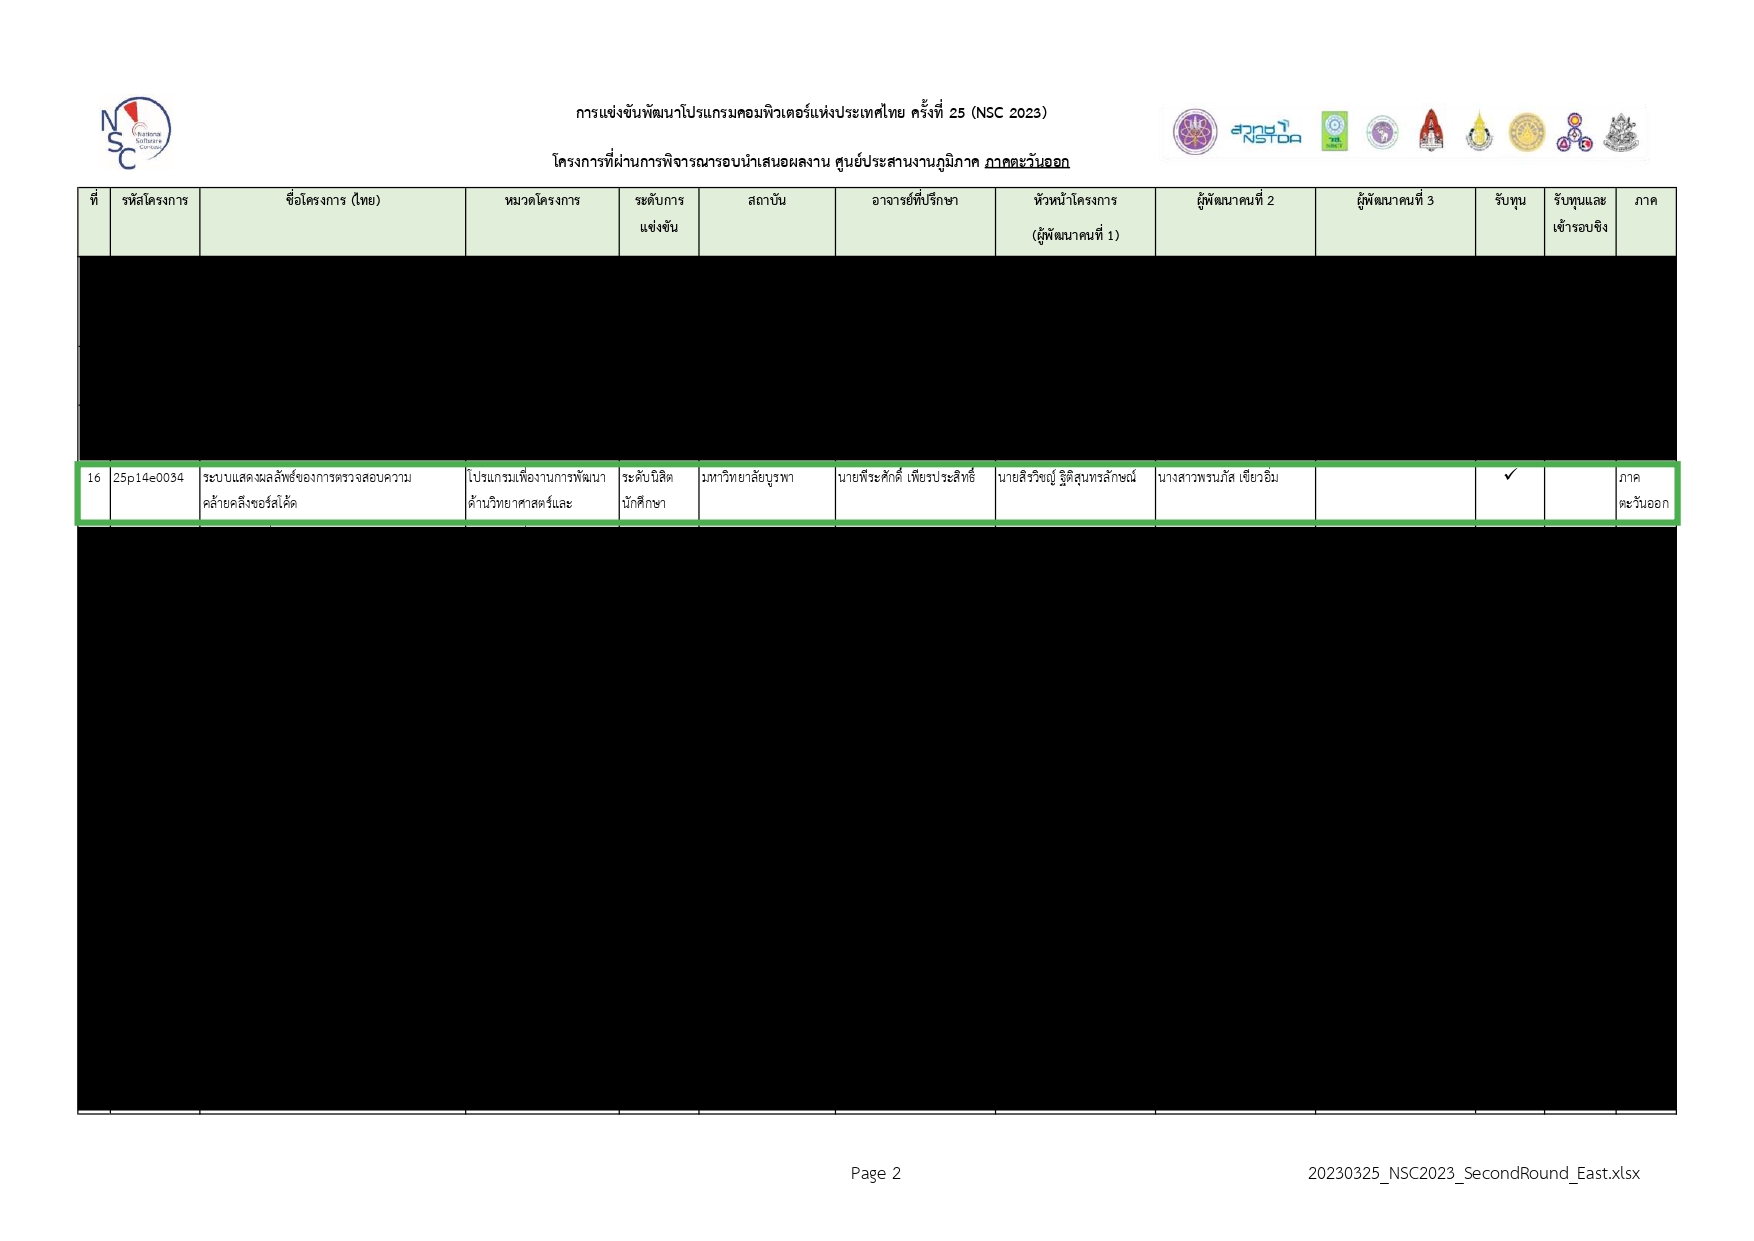 NSC National Software Contest
การแข่งขันพัฒนาโปรแกรมคอมพิวเตอร์แห่งประเทศไทย ครั้งที่ 25 (NSC 2023)
สวทช NSTDA
โครงการที่ผ่านการพิจารณารอบนำเสนอผลงาน ศูนย์ประสานงานภูมิภาค ภาคตะวันออก
ที่ รหัสโครงการ ชื่อโครงการ (ไทย) หมวดโครงการ ระดับการ สถาบัน อาจารย์ที่ปรึกษา หัวหน้าโครงการ ผู้พัฒนาคนที่ 2 ผู้พัฒนาคนที่ 3 รับทุน รับทุนและ ภาค
แข่งขัน (ผู้พัฒนาคนที่ 1) เข้ารอบชิง
16 25p14e0034 ระบบแสดงผลลัพธ์ของการตรวจสอบความ โปรแกรมเพื่องานการพัฒนา ระดับนิสิต มหาวิทยาลัยบูรพา นายพีระศักดิ์ เพียรประสิทธิ์ นายสิรวิชญ์ ฐิติสุนทรลักษณ์ นางสาวพรนภัส เขียวอิ่ม ✓ ภาค
คล้ายคลึงซอร์สโค้ด ด้านวิทยาศาสตร์และ นักศึกษา ตะวันออก
Page 2 20230325_NSC2023_SecondRound_East.xlsx